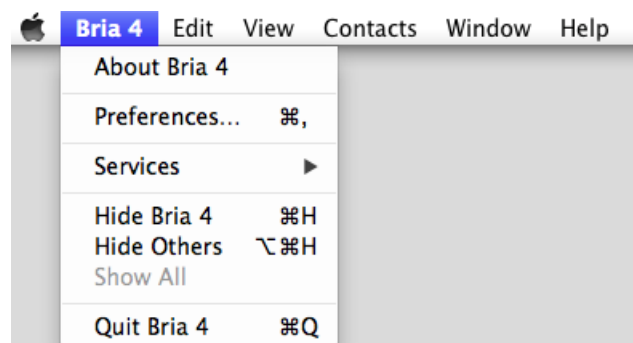 Bria 4 Edit View Contacts Window Help
About Bria 4
Preferences... ⌘,
Services ▶
Hide Bria 4 ⌘H
Hide Others ⌥⌘H
Show All
Quit Bria 4 ⌘Q